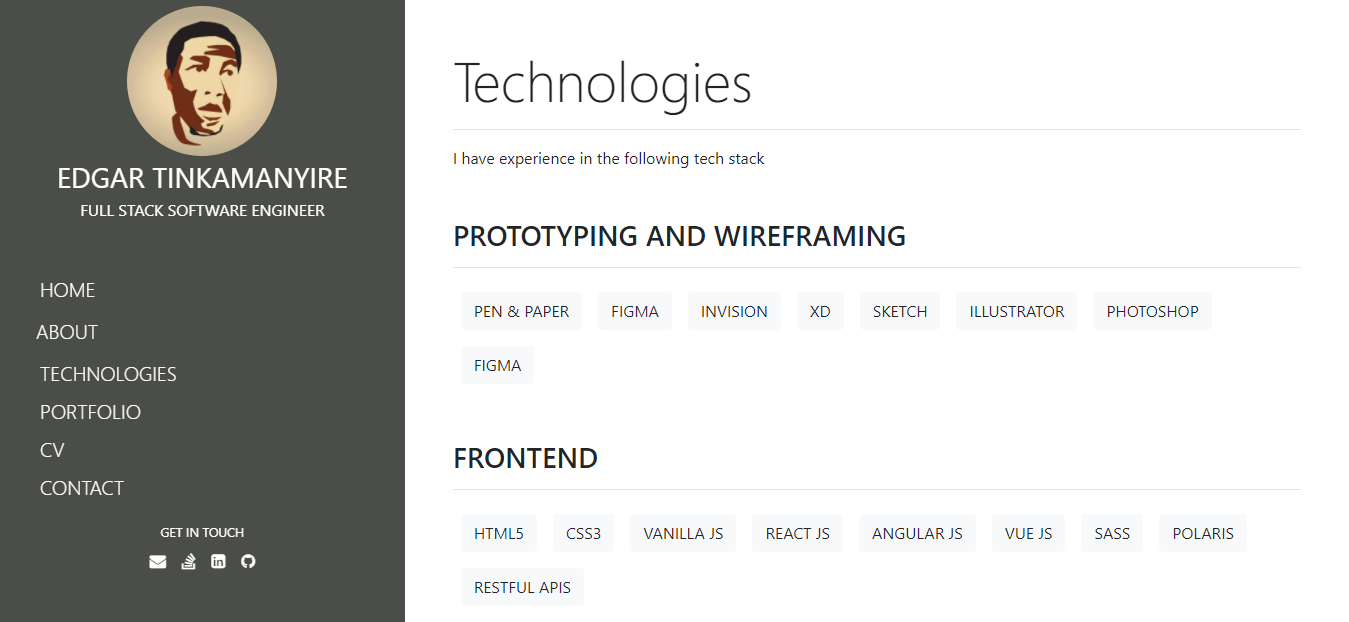 EDGAR TINKAMANYIRE
FULL STACK SOFTWARE ENGINEER
HOME
ABOUT
TECHNOLOGIES
PORTFOLIO
CV
CONTACT
GET IN TOUCH
Technologies
I have experience in the following tech stack
PROTOTYPING AND WIREFRAMING
PEN & PAPER FIGMA INVISION XD SKETCH ILLUSTRATOR PHOTOSHOP
FIGMA
FRONTEND
HTML5 CSS3 VANILLA JS REACT JS ANGULAR JS VUE JS SASS POLARIS
RESTFUL APIS